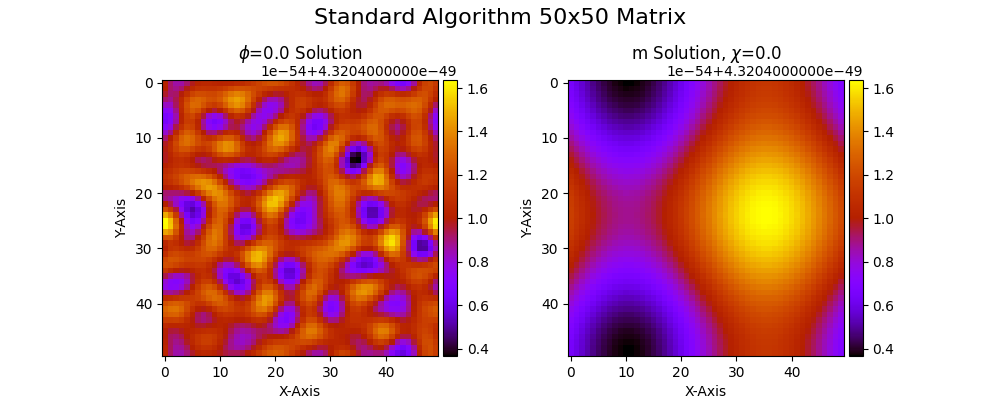 Standard Algorithm 50x50 Matrix
ϕ=0.0 Solution
1e−54+4.3204000000e−49
0
10
20
30
40
Y-Axis
0 10 20 30 40
X-Axis
1.6
1.4
1.2
1.0
0.8
0.6
0.4
m Solution, χ=0.0
1e−54+4.3204000000e−49
0
10
20
30
40
Y-Axis
0 10 20 30 40
X-Axis
1.6
1.4
1.2
1.0
0.8
0.6
0.4